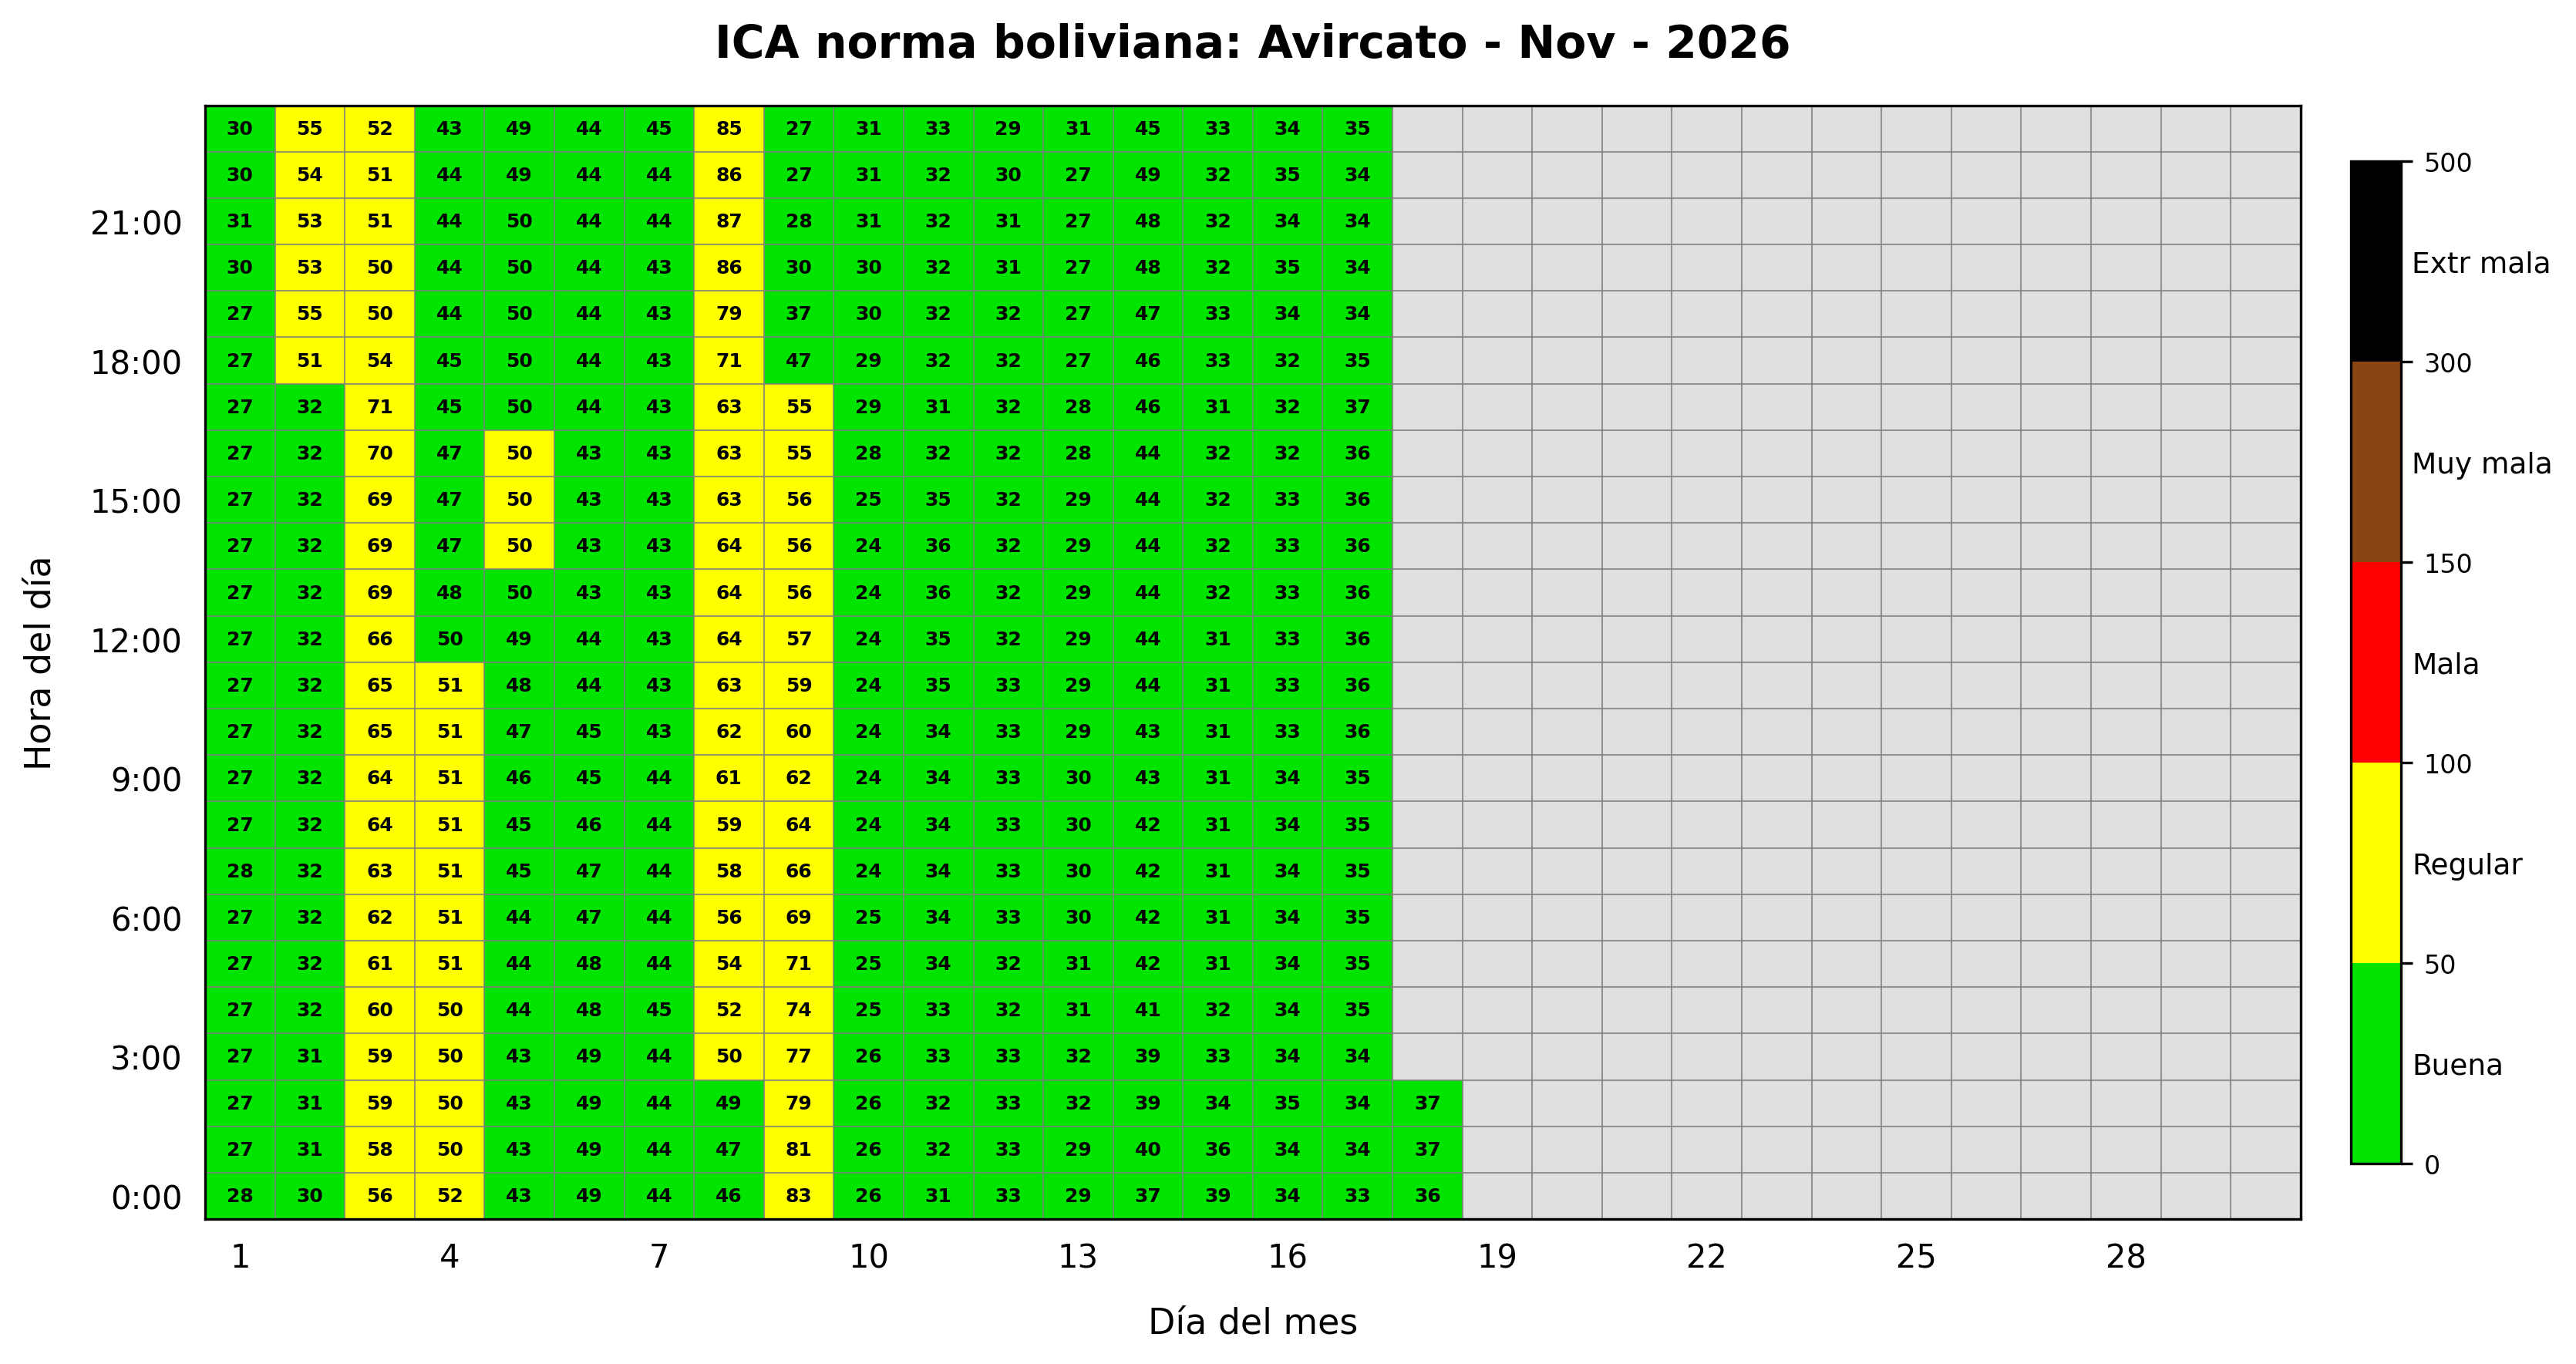 ICA norma boliviana: Avircato - Nov - 2026
30 55 52 43 49 44 45 85 27 31 33 29 31 45 33 34 35
30 54 51 44 49 44 44 86 27 31 32 30 27 49 32 35 34
21:00 31 53 51 44 50 44 44 87 28 31 32 31 27 48 32 34 34
30 53 50 44 50 44 43 86 30 30 32 31 27 48 32 35 34
27 55 50 44 50 44 43 79 37 30 32 32 27 47 33 34 34
18:00 27 51 54 45 50 44 43 71 47 29 32 32 27 46 33 32 35
27 32 71 45 50 44 43 63 55 29 31 32 28 46 31 32 37
27 32 70 47 50 43 43 63 55 28 32 32 28 44 32 32 36
15:00 27 32 69 47 50 43 43 63 56 25 35 32 29 44 32 33 36
27 32 69 47 50 43 43 64 56 24 36 32 29 44 32 33 36
27 32 69 48 50 43 43 64 56 24 36 32 29 44 32 33 36
12:00 27 32 66 50 49 44 43 64 57 24 35 32 29 44 31 33 36
27 32 65 51 48 44 43 63 59 24 35 33 29 44 31 33 36
27 32 65 51 47 45 43 62 60 24 34 33 29 43 31 33 36
9:00 27 32 64 51 46 45 44 61 62 24 34 33 30 43 31 34 35
27 32 64 51 45 46 44 59 64 24 34 33 30 42 31 34 35
28 32 63 51 45 47 44 58 66 24 34 33 30 42 31 34 35
6:00 27 32 62 51 44 47 44 56 69 25 34 33 30 42 31 34 35
27 32 61 51 44 48 44 54 71 25 34 32 31 42 31 34 35
27 32 60 50 44 48 45 52 74 25 33 32 31 41 32 34 35
3:00 27 31 59 50 43 49 44 50 77 26 33 33 32 39 33 34 34
27 31 59 50 43 49 44 49 79 26 32 33 32 39 34 35 34 37
27 31 58 50 43 49 44 47 81 26 32 33 29 40 36 34 34 37
0:00 28 30 56 52 43 49 44 46 83 26 31 33 29 37 39 34 33 36
1 4 7 10 13 16 19 22 25 28
Día del mes
Hora del día
500
Extr mala
300
Muy mala
150
Mala
100
Regular
50
Buena
0